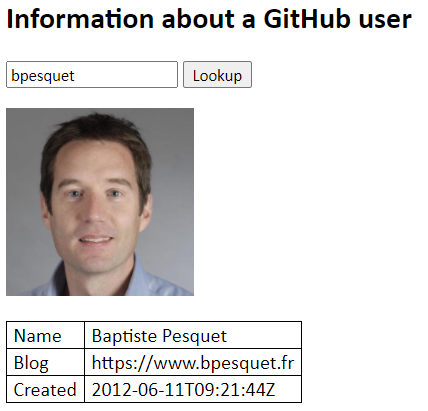 Information about a GitHub user
bpesquet Lookup
Name Baptiste Pesquet
Blog https://www.bpesquet.fr
Created 2012-06-11T09:21:44Z